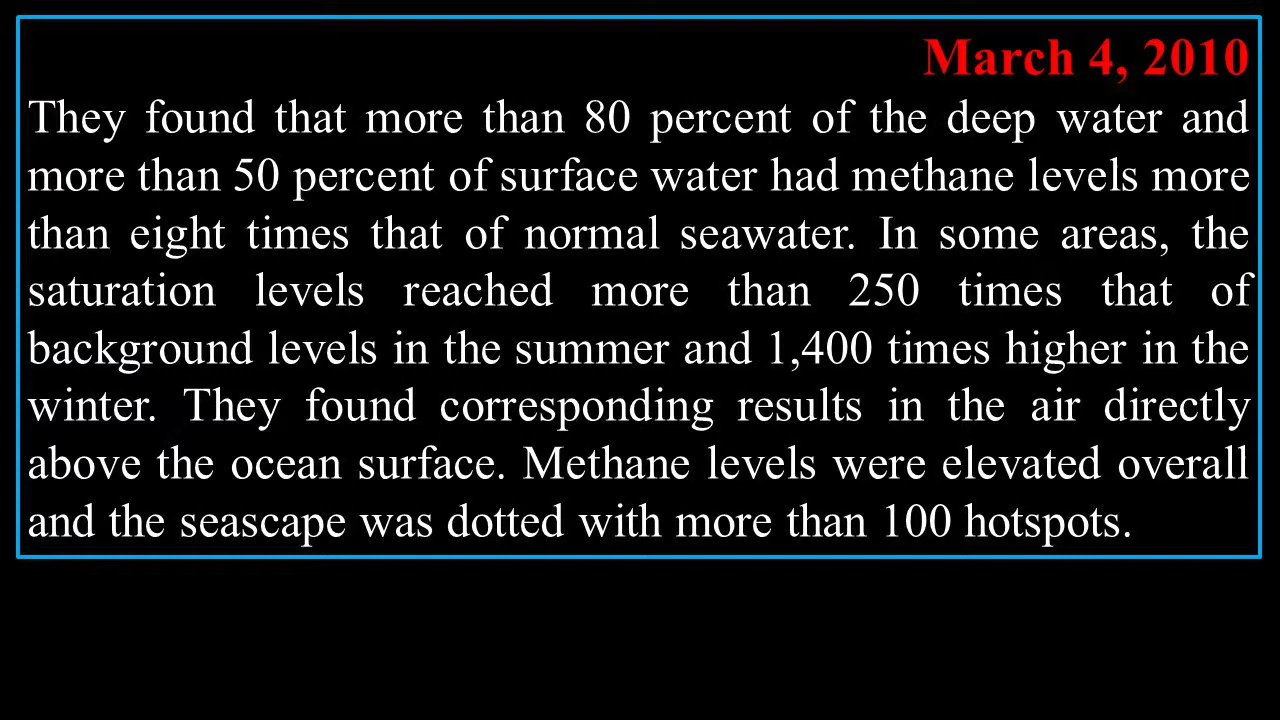 March 4, 2010
They found that more than 80 percent of the deep water and
more than 50 percent of surface water had methane levels more
than eight times that of normal seawater. In some areas, the
saturation levels reached more than 250 times that of
background levels in the summer and 1,400 times higher in the
winter. They found corresponding results in the air directly
above the ocean surface. Methane levels were elevated overall
and the seascape was dotted with more than 100 hotspots.